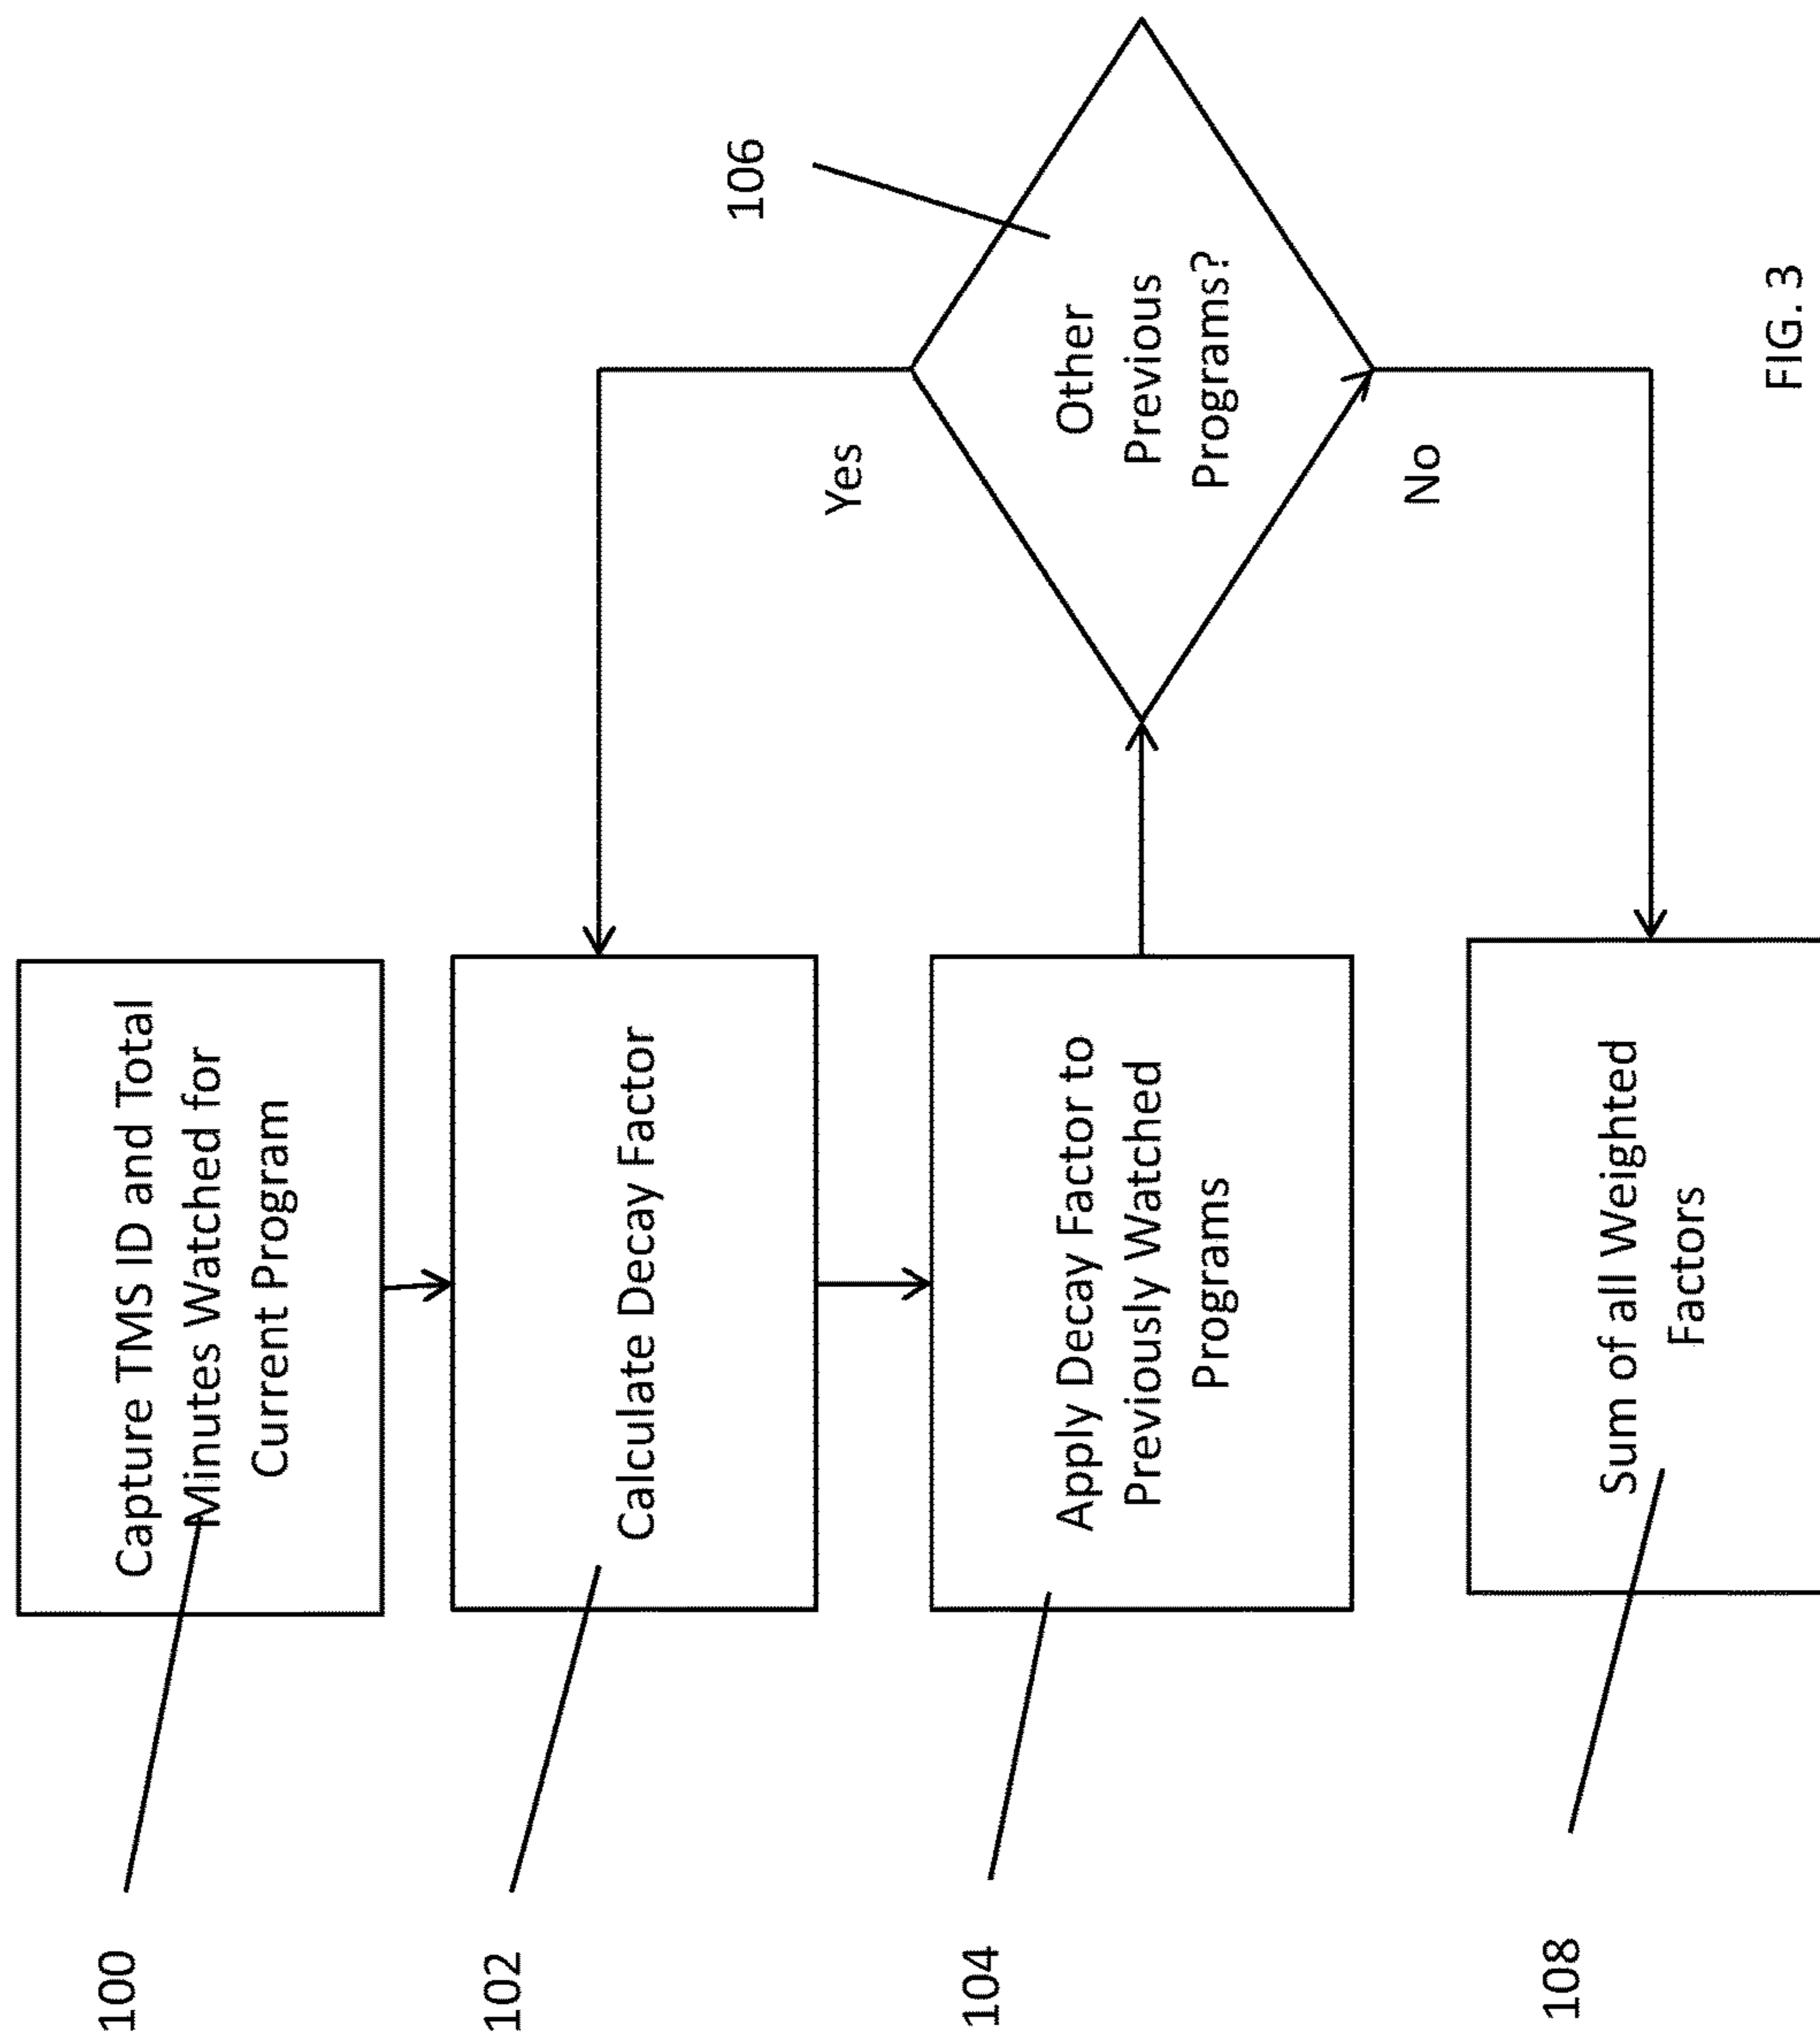 100
Capture TMS ID and Total
Minutes Watched for
Current Program
102
Calculate Decay Factor
Yes
106
104
Apply Decay Factor to
Previously Watched
Programs
Other
Previous
Programs?
No
108
Sum of all Weighted
Factors
FIG. 3